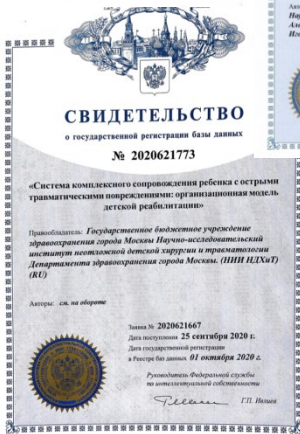 СВИДЕТЕЛЬСТВО
о государственной регистрации базы данных
№ 2020621773
«Система комплексного сопровождения ребенка с острыми
травматическими повреждениями: организационная модель
детской реабилитации»
Правообладатель: Государственное бюджетное учреждение
здравоохранения города Москвы Научно-исследовательский
институт неотложной детской хирургии и травматологии
Департамента здравоохранения города Москвы. (НИИ НДХиТ)
(RU)
Авторы: см. на обороте
Заявка № 2020621667
Дата поступления 25 сентября 2020 г.
Дата государственной регистрации
в Реестре баз данных 01 октября 2020 г.
Руководитель Федеральной службы
по интеллектуальной собственности
Г.П. Ивлиев